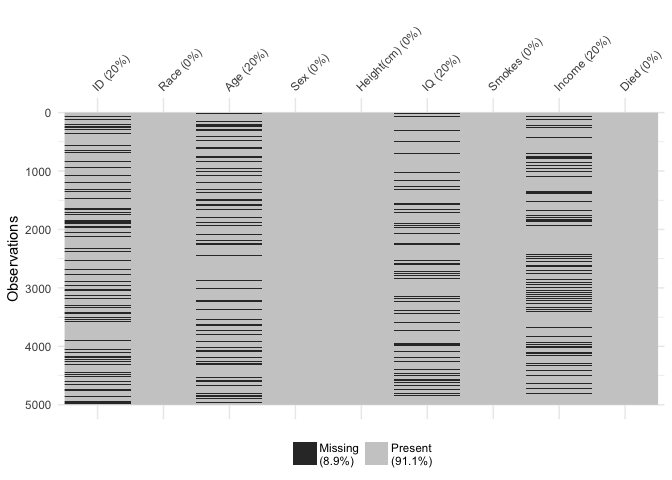 ID (20%)
Race (0%)
Age (20%)
Sex (0%)
Height(cm) (0%)
IQ (20%)
Smokes (0%)
Income (20%)
Died (0%)
0
1000
2000
3000
4000
5000
Observations
Missing
(8.9%)
Present
(91.1%)